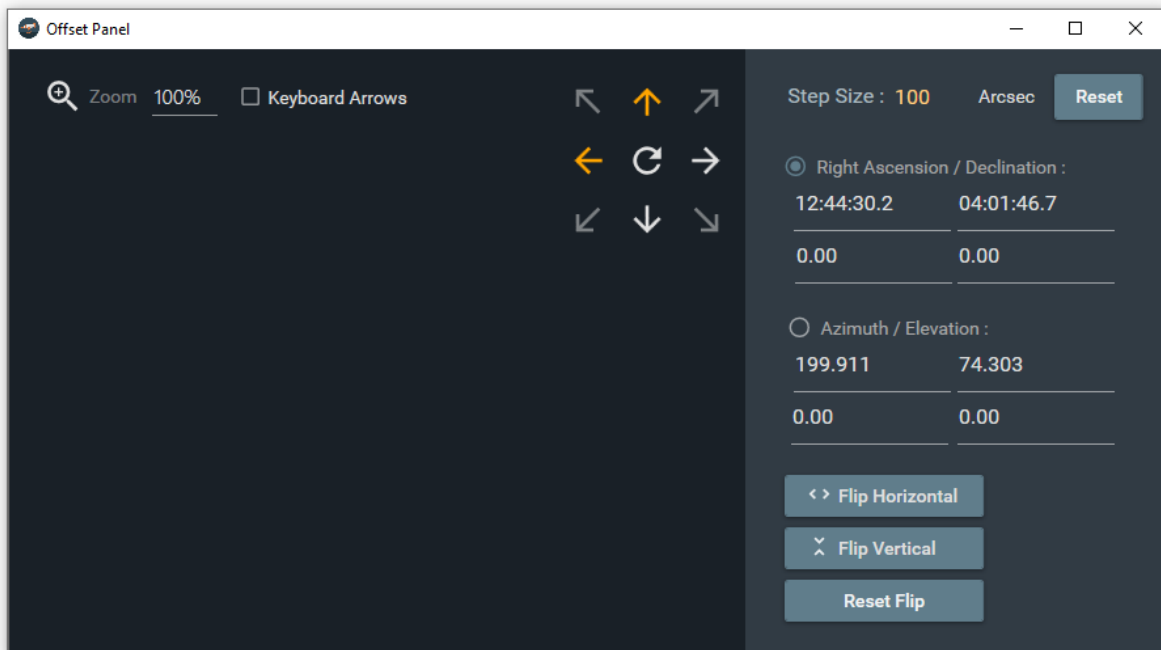 Offset Panel
Zoom 100% Keyboard Arrows
Step Size : 100 Arcsec Reset
Right Ascension / Declination :
12:44:30.2 04:01:46.7
0.00 0.00
Azimuth / Elevation :
199.911 74.303
0.00 0.00
Flip Horizontal
Flip Vertical
Reset Flip